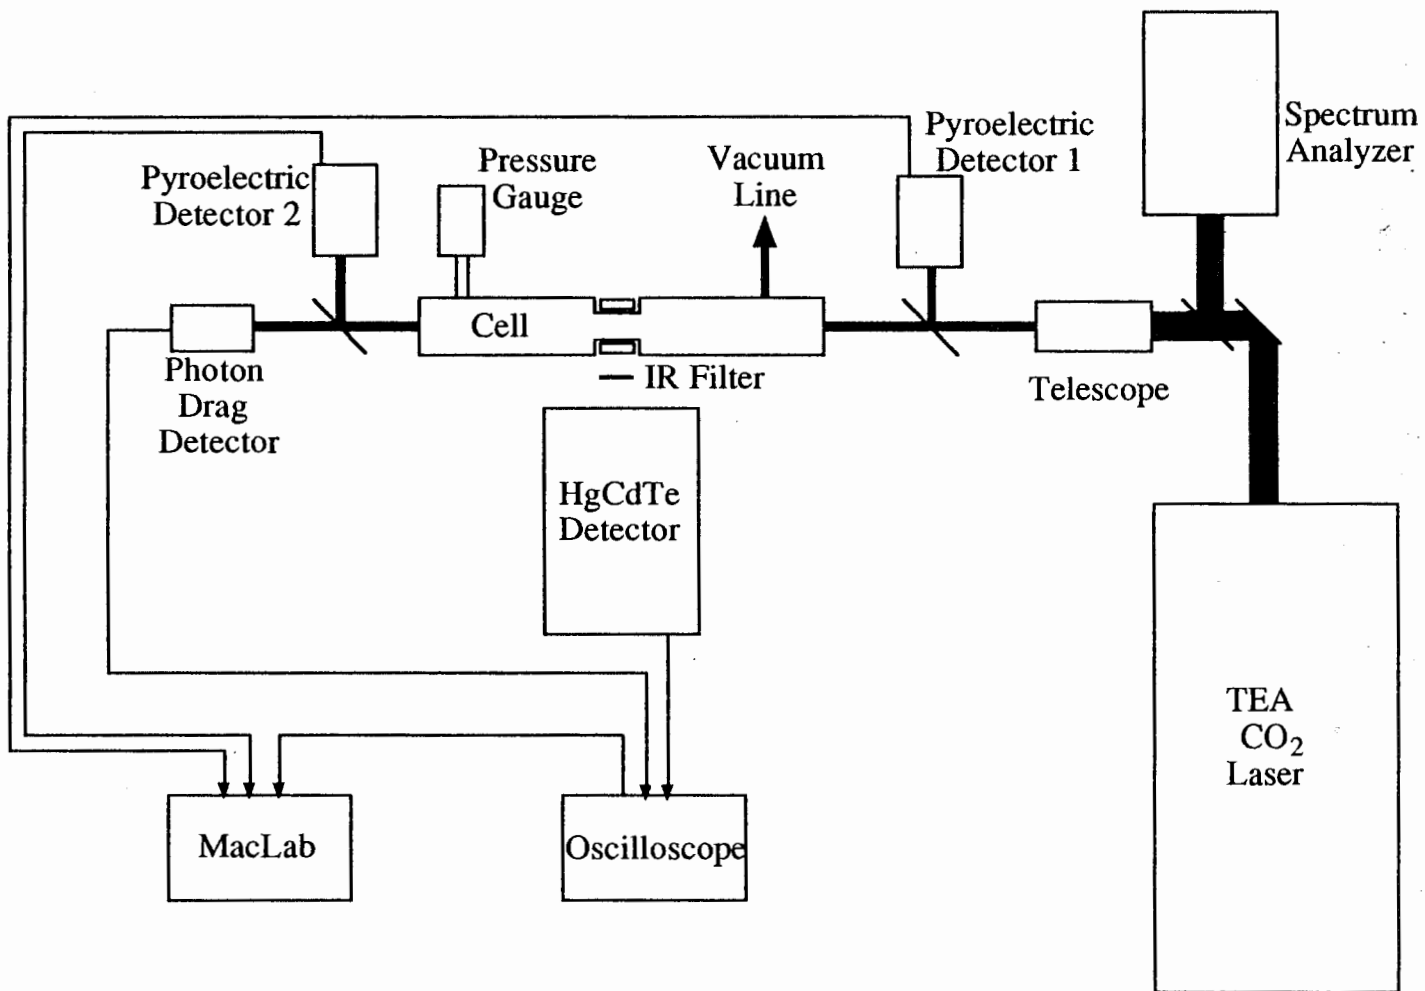 Spectrum
Analyzer
Pyroelectric
Detector 1
Vacuum
Line
Pressure
Gauge
Pyroelectric
Detector 2
Cell
IR Filter
Telescope
Photon
Drag
Detector
HgCdTe
Detector
TEA
CO₂
Laser
MacLab
Oscilloscope